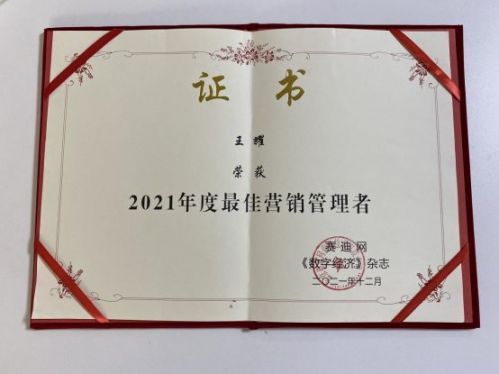 证书
王耀
荣获
2021年度最佳营销管理者
赛迪网
《数字经济》杂志
二〇二一年十二月